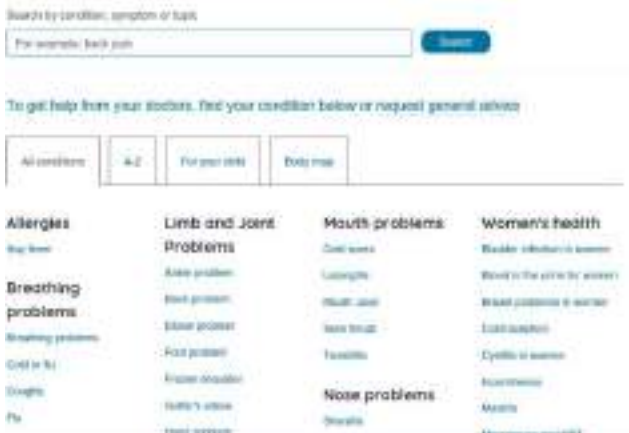 Search by condition, symptom or topic
For example: back pain
Search
To get help from your doctors, find your condition below or request general advice
All conditions
A-Z
For your child
Body map
Allergies
Hay fever
Breathing
problems
Breathing problems
Cold or flu
Coughs
Flu
Limb and Joint
Problems
Ankle problem
Back problem
Elbow problem
Foot problem
Frozen shoulder
Mouth problems
Cold sores
Laryngitis
Mouth ulcer
Oral thrush
Tonsillitis
Nose problems
Sinusitis
Women's health
Bladder infection in women
Blood in the urine for women
Breast problems in women
Contraception
Cystitis in women
Incontinence
Mastitis